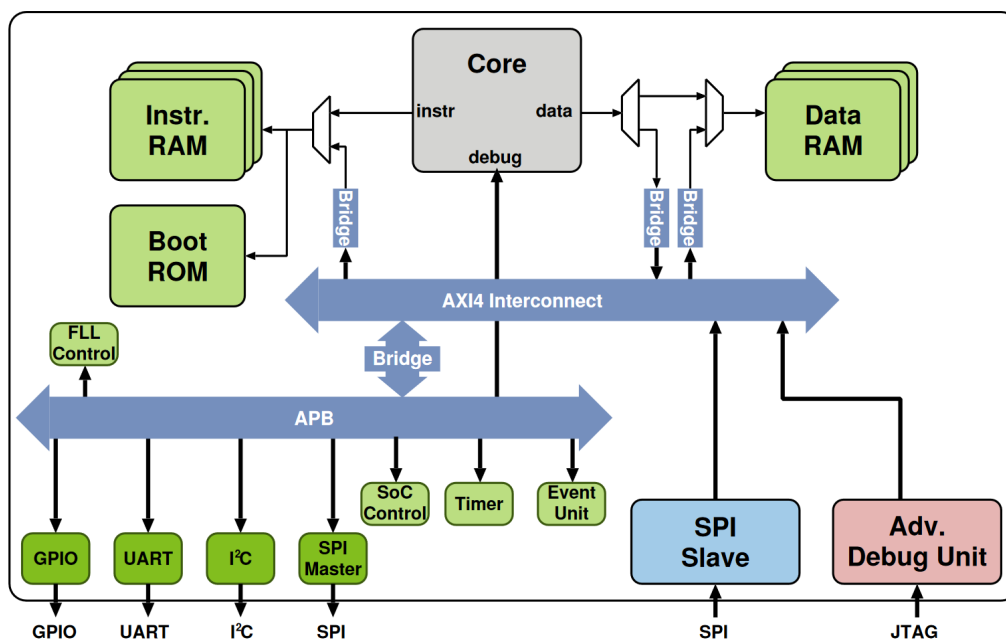 Core
instr
data
debug
Instr.
RAM
Data
RAM
Boot
ROM
Bridge
Bridge
Bridge
AXI4 Interconnect
FLL
Control
Bridge
APB
SoC
Control
Timer
Event
Unit
GPIO
UART
I²C
SPI
Master
SPI
Slave
Adv.
Debug Unit
GPIO
UART
I²C
SPI
SPI
JTAG